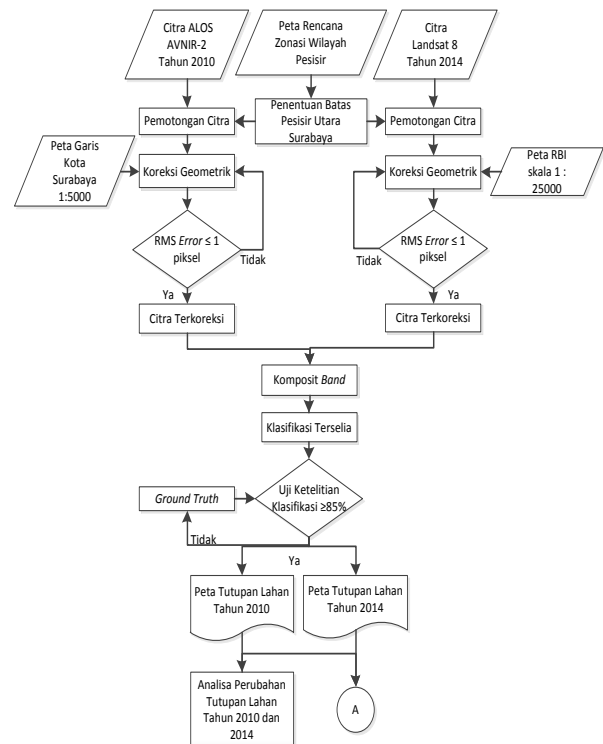 Citra ALOS
AVNIR-2
Tahun 2010
Peta Rencana
Zonasi Wilayah
Pesisir
Citra
Landsat 8
Tahun 2014
Pemotongan Citra
Penentuan Batas
Pesisir Utara
Surabaya
Pemotongan Citra
Peta Garis
Kota
Surabaya
1:5000
Koreksi Geometrik
Koreksi Geometrik
Peta RBI
skala 1 :
25000
RMS Error ≤ 1
piksel
Tidak
Ya
RMS Error ≤ 1
piksel
Tidak
Ya
Citra Terkoreksi
Citra Terkoreksi
Komposit Band
Klasifikasi Terselia
Uji Ketelitian
Klasifikasi ≥85%
Ground Truth
Tidak
Ya
Peta Tutupan Lahan
Tahun 2010
Peta Tutupan Lahan
Tahun 2014
Analisa Perubahan
Tutupan Lahan
Tahun 2010 dan
2014
A